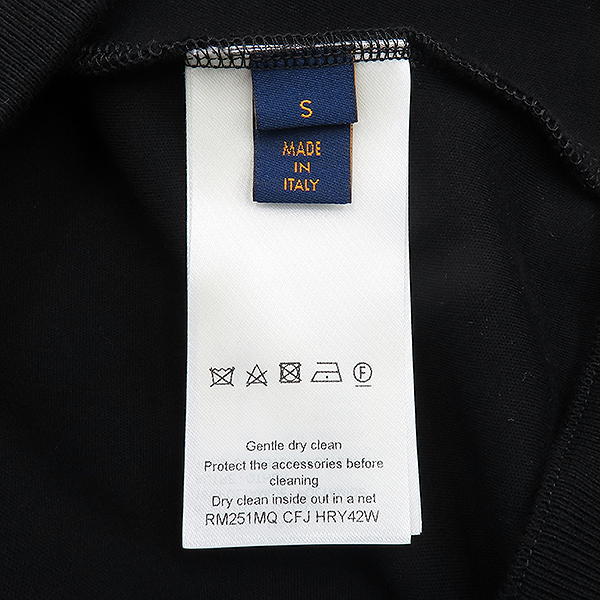 S
MADE
IN
ITALY
F
Gentle dry clean
Protect the accessories before
cleaning
Dry clean inside out in a net
RM251MQ CFJ HRY42W